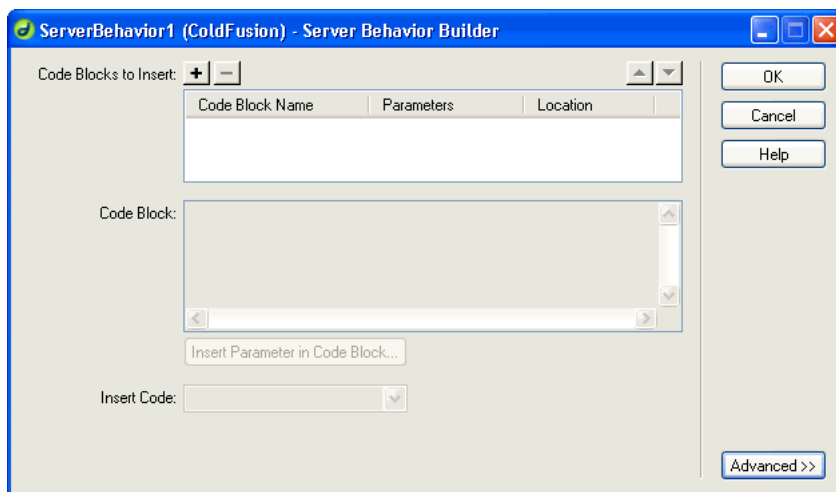 ServerBehavior1 (ColdFusion) - Server Behavior Builder
Code Blocks to Insert:
Code Block Name Parameters Location
OK
Cancel
Help
Code Block:
Insert Parameter in Code Block...
Insert Code:
Advanced >>